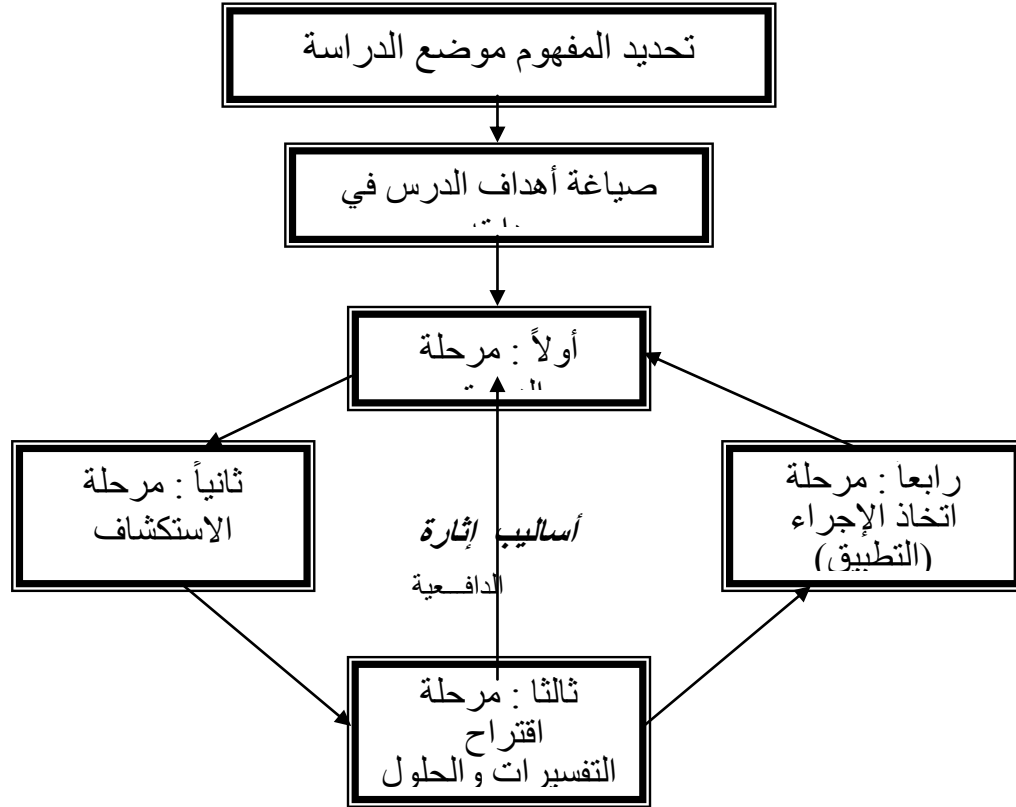 تحديد المفهوم موضع الدراسة
صياغة أهداف الدرس في
أولاً : مرحلة
ثانياً : مرحلة
الاستكشاف
رابعاً : مرحلة
اتخاذ الإجراء
(التطبيق)
أساليب إثارة
الدافـــعية
ثالثا : مرحلة
اقتراح
التفسيرات والحلول